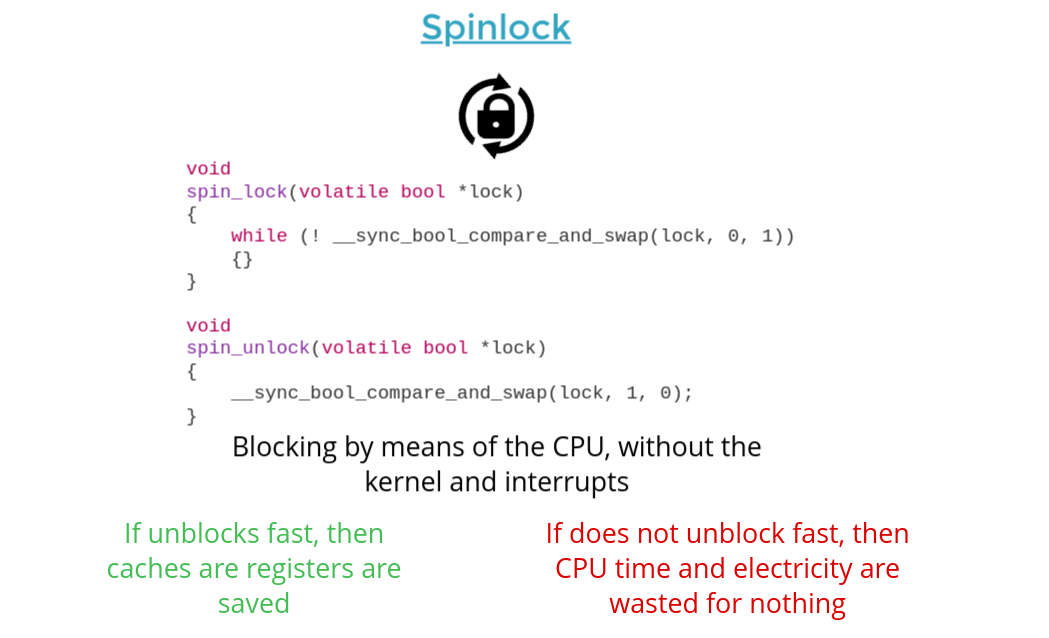 Spinlock
void
spin_lock(volatile bool *lock)
{
    while (! __sync_bool_compare_and_swap(lock, 0, 1))
    {}
}
void
spin_unlock(volatile bool *lock)
{
    __sync_bool_compare_and_swap(lock, 1, 0);
}
Blocking by means of the CPU, without the
kernel and interrupts
If unblocks fast, then
caches are registers are
saved
If does not unblock fast, then
CPU time and electricity are
wasted for nothing